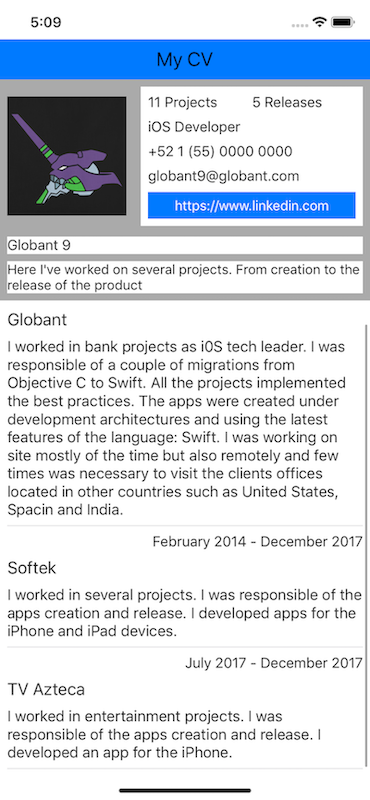 5:09
My CV
11 Projects 5 Releases
iOS Developer
+52 1 (55) 0000 0000
globant9@globant.com
https://www.linkedin.com
Globant 9
Here I've worked on several projects. From creation to the
release of the product
Globant
I worked in bank projects as iOS tech leader. I was
responsible of a couple of migrations from
Objective C to Swift. All the projects implemented
the best practices. The apps were created under
development architectures and using the latest
features of the language: Swift. I was working on
site mostly of the time but also remotely and few
times was necessary to visit the clients offices
located in other countries such as United States,
Spacin and India.
February 2014 - December 2017
Softek
I worked in several projects. I was responsible of the
apps creation and release. I developed apps for the
iPhone and iPad devices.
July 2017 - December 2017
TV Azteca
I worked in entertainment projects. I was
responsible of the apps creation and release. I
developed an app for the iPhone.